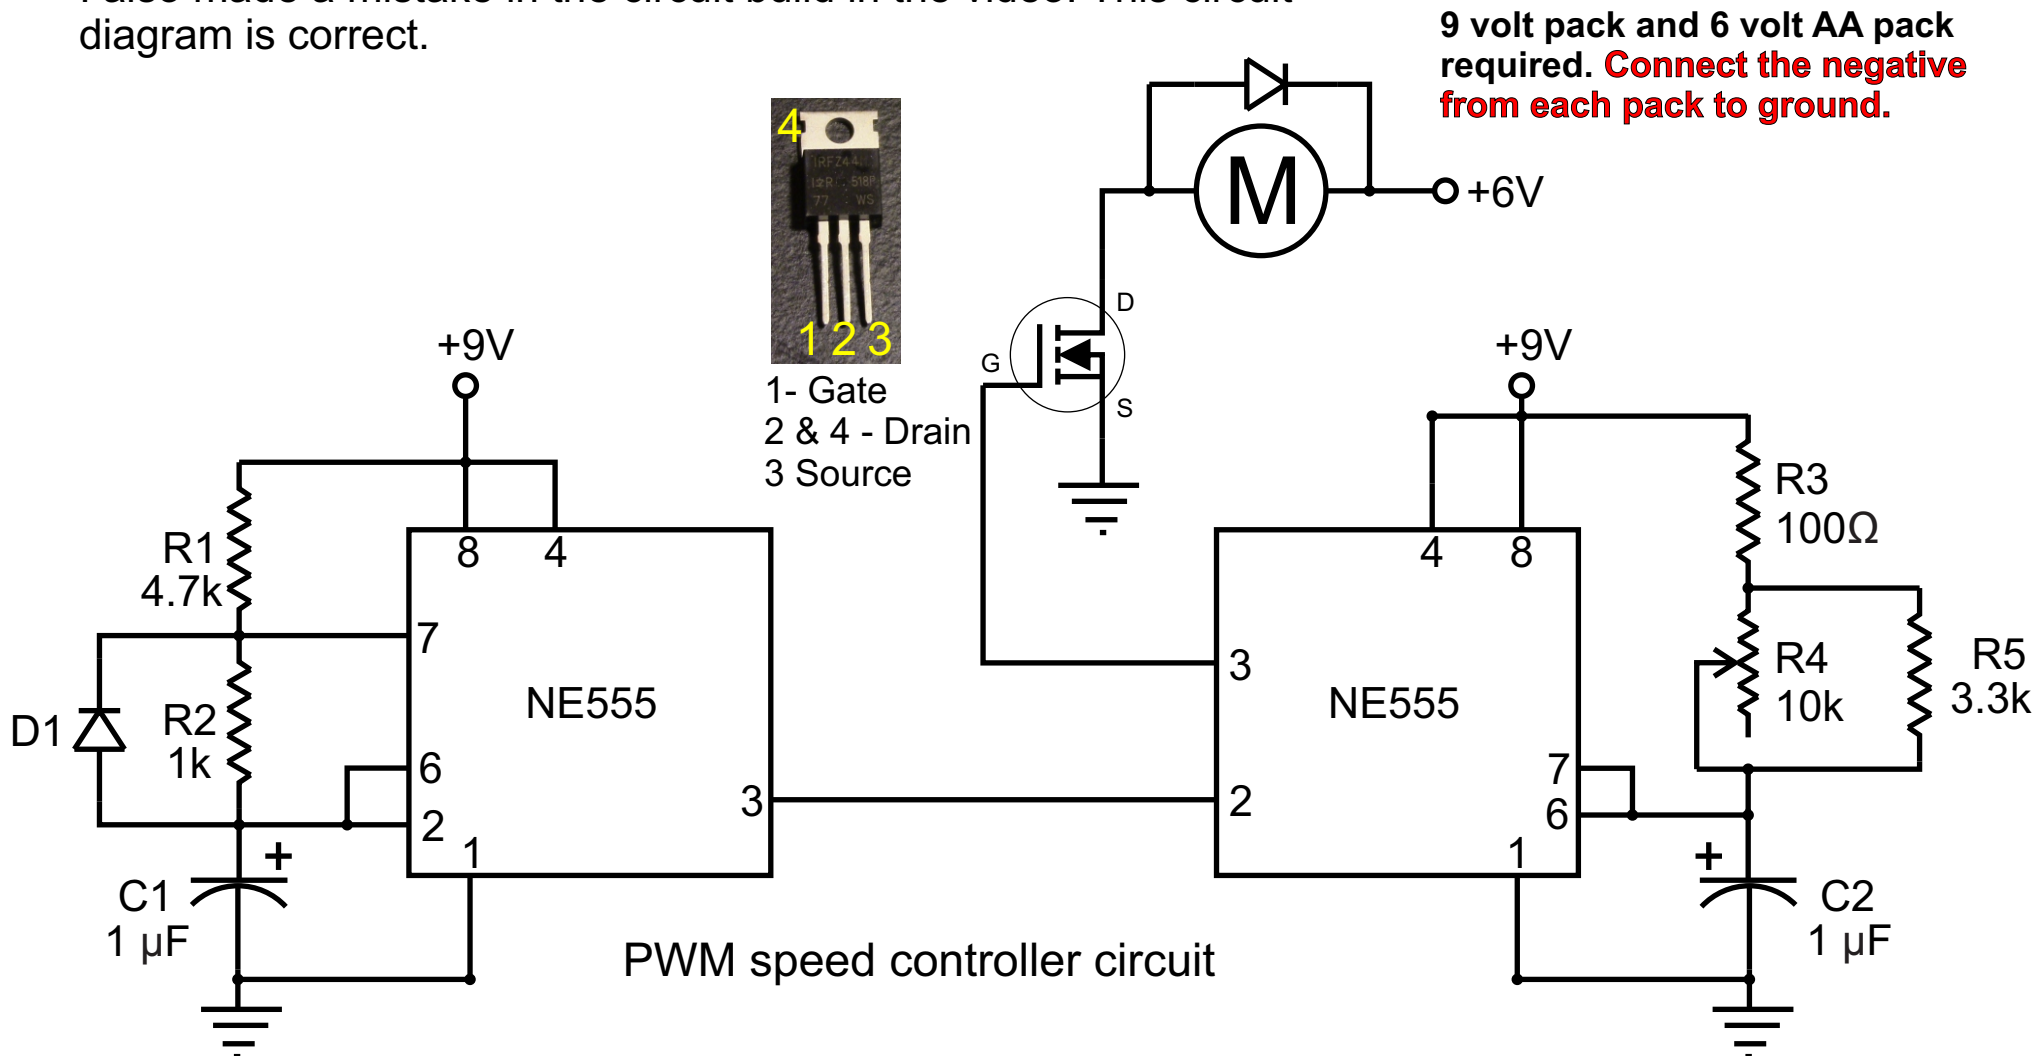 diagram is correct.
9 volt pack and 6 volt AA pack
required. Connect the negative
from each pack to ground.
4
M
+6V
1 2 3
1- Gate
2 & 4 - Drain
3 Source
D
G
S
+9V
+9V
R1
4.7k
8
4
7
D1
R2
1k
NE555
6
2
3
1
C1
+
1 µF
4
8
R3
100Ω
3
NE555
R4
10k
R5
3.3k
2
7
6
1
+
C2
1 µF
PWM speed controller circuit